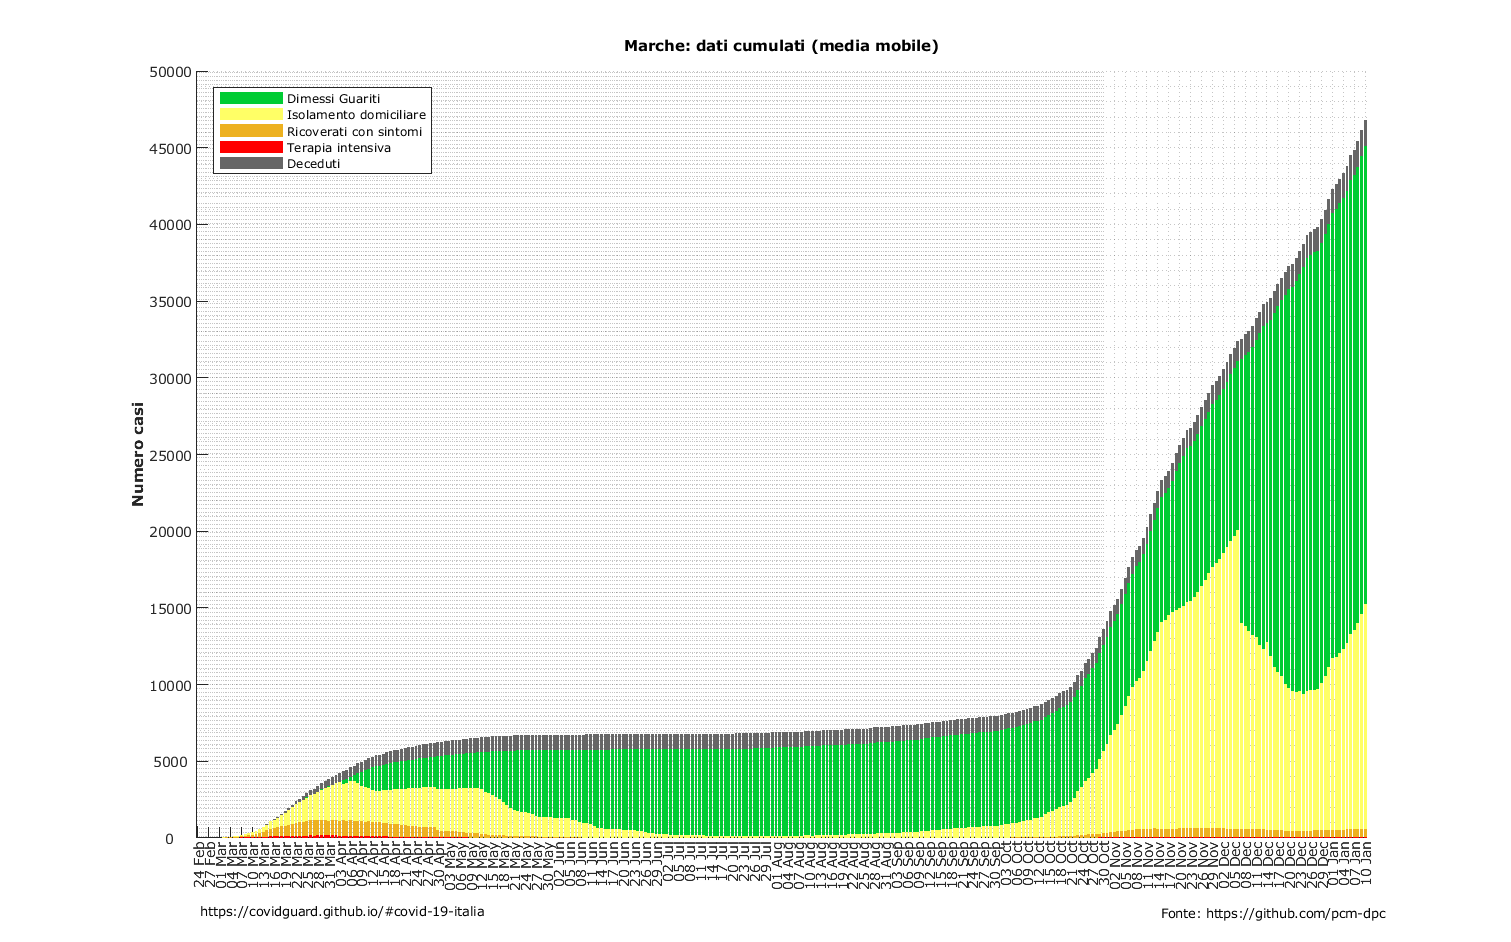 Marche: dati cumulati (media mobile)
50000
45000
40000
35000
30000
25000
20000
15000
10000
5000
0
Numero casi
Dimessi Guariti
Isolamento domiciliare
Ricoverati con sintomi
Terapia intensiva
Deceduti
24 Feb
27 Feb
01 Mar
04 Mar
07 Mar
10 Mar
13 Mar
16 Mar
19 Mar
22 Mar
25 Mar
28 Mar
31 Mar
03 Apr
06 Apr
09 Apr
12 Apr
15 Apr
18 Apr
21 Apr
24 Apr
27 Apr
30 Apr
03 May
06 May
09 May
12 May
15 May
18 May
21 May
24 May
27 May
30 May
02 Jun
05 Jun
08 Jun
11 Jun
14 Jun
17 Jun
20 Jun
23 Jun
26 Jun
29 Jun
02 Jul
05 Jul
08 Jul
11 Jul
14 Jul
17 Jul
20 Jul
23 Jul
26 Jul
29 Jul
01 Aug
04 Aug
07 Aug
10 Aug
13 Aug
16 Aug
19 Aug
22 Aug
25 Aug
28 Aug
31 Aug
03 Sep
06 Sep
09 Sep
12 Sep
15 Sep
18 Sep
21 Sep
24 Sep
27 Sep
30 Sep
03 Oct
06 Oct
09 Oct
12 Oct
15 Oct
18 Oct
21 Oct
24 Oct
27 Oct
30 Oct
02 Nov
05 Nov
08 Nov
11 Nov
14 Nov
17 Nov
20 Nov
23 Nov
26 Nov
29 Nov
02 Dec
05 Dec
08 Dec
11 Dec
14 Dec
17 Dec
20 Dec
23 Dec
26 Dec
29 Dec
01 Jan
04 Jan
07 Jan
10 Jan
https://covidguard.github.io/#covid-19-italia
Fonte: https://github.com/pcm-dpc